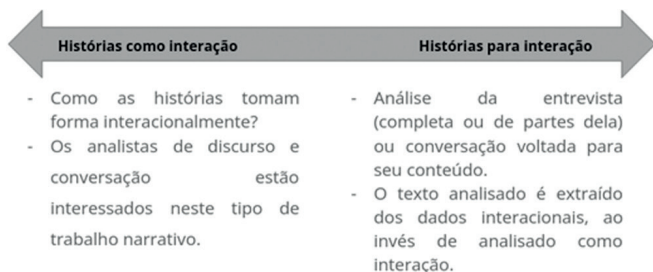 Histórias como interação
Histórias para interação
- Como as histórias tomam
forma interacionalmente?
- Os analistas de discurso e
conversação estão
interessados neste tipo de
trabalho narrativo.
- Análise da entrevista
(completa ou de partes dela)
ou conversação voltada para
seu conteúdo.
- O texto analisado é extraído
dos dados interacionais, ao
invés de analisado como
interação.